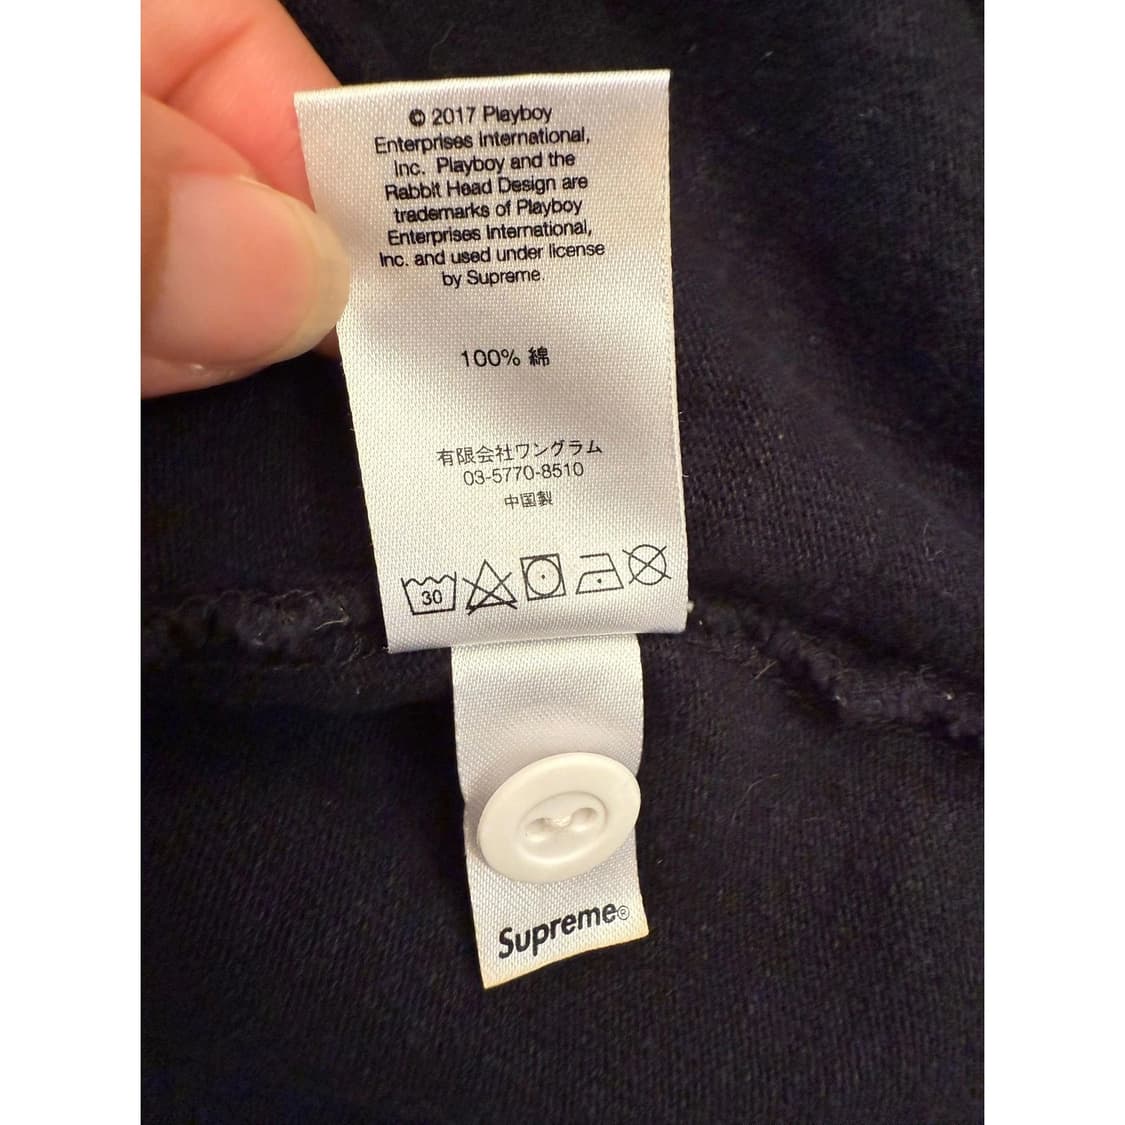 © 2017 Playboy
Enterprises International,
Inc. Playboy and the
Rabbit Head Design are
trademarks of Playboy
Enterprises International,
Inc. and used under license
by Supreme.
100% 綿
有限会社ワングラム
03-5770-8510
中国製
30
Supreme®